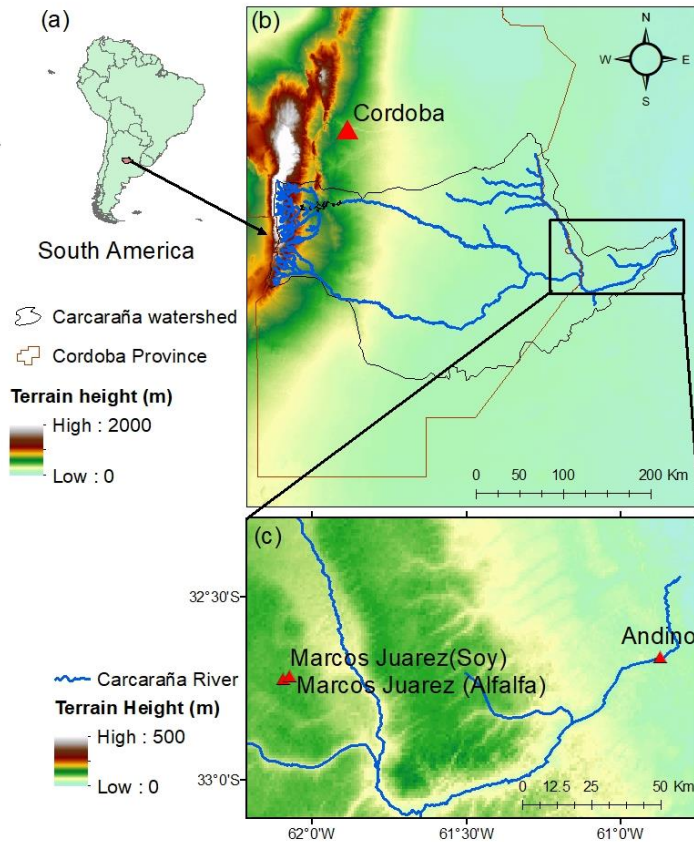 (a)
South America
Carcaraña watershed
Cordoba Province
Terrain height (m)
High : 2000
Low : 0
(b)
N
W E
S
Cordoba
0 50 100 200 Km
(c)
32°30'S
33°0'S
Marcos Juarez(Soy)
Marcos Juarez (Alfalfa)
Andino
Carcaraña River
Terrain Height (m)
High : 500
Low : 0
0 12.5 25 50 Km
62°0'W 61°30'W 61°0'W